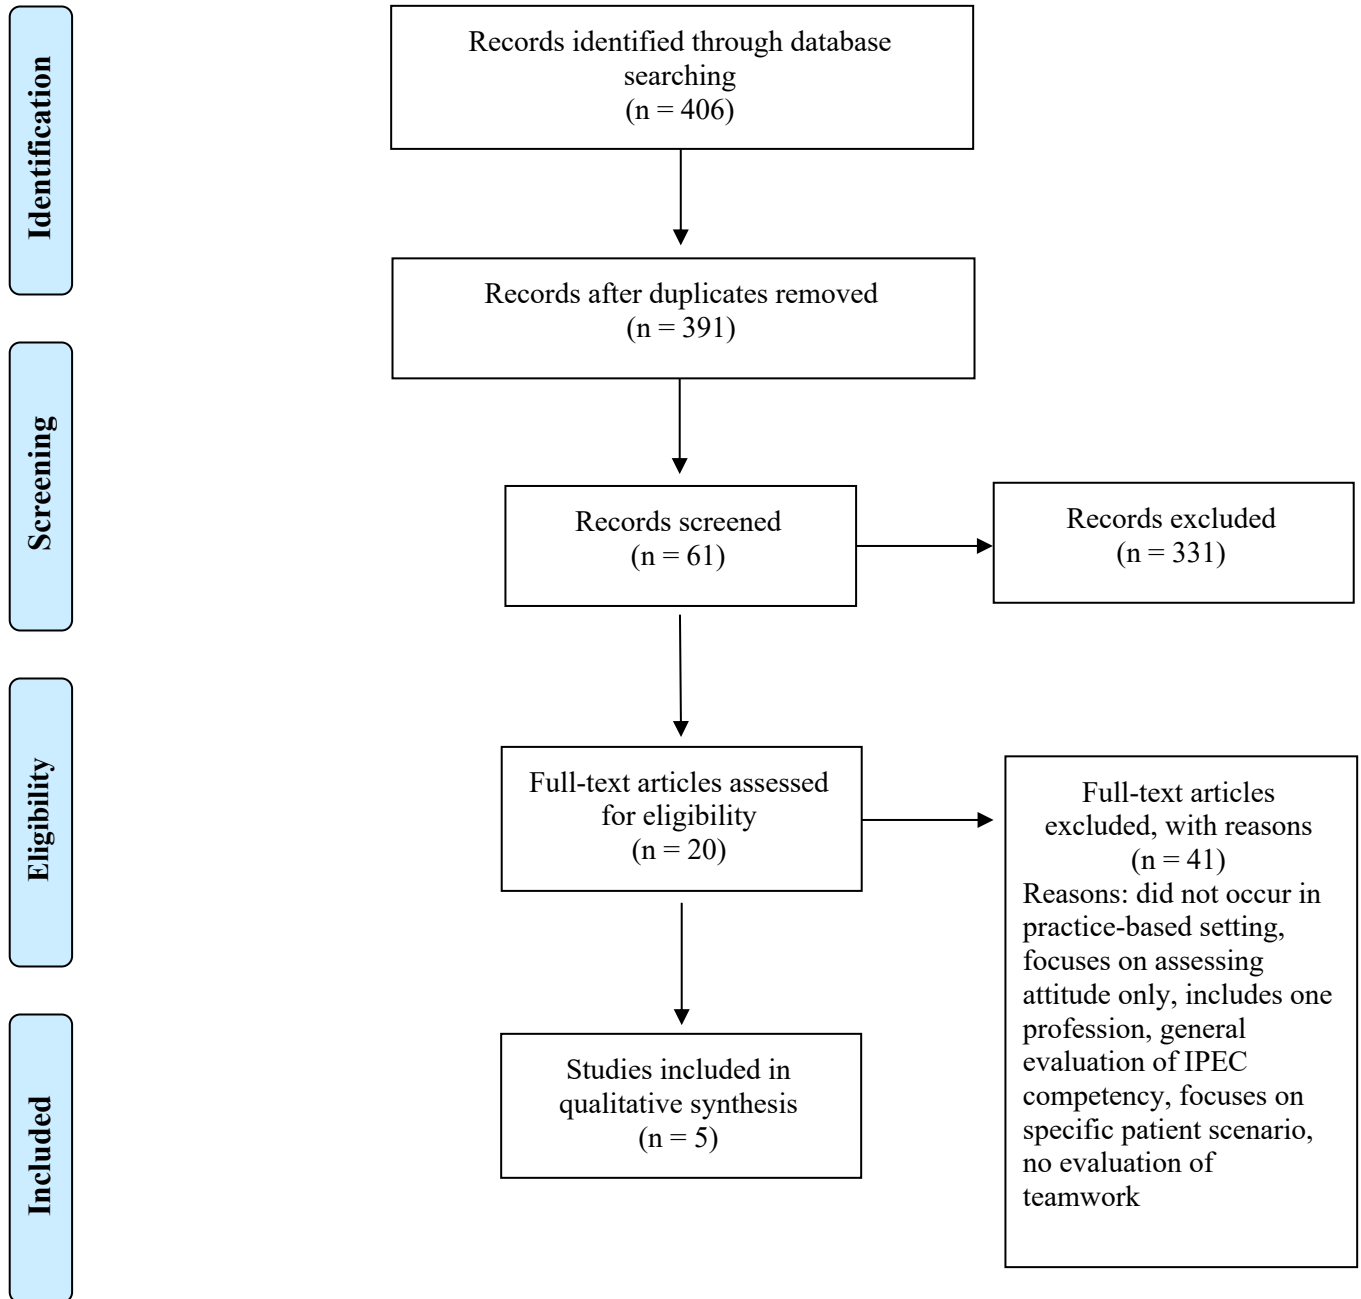 Identification
Records identified through database
searching
(n = 406)
Records after duplicates removed
(n = 391)
Screening
Records screened
(n = 61)
Records excluded
(n = 331)
Eligibility
Full-text articles assessed
for eligibility
(n = 20)
Full-text articles
excluded, with reasons
(n = 41)
Reasons: did not occur in
practice-based setting,
focuses on assessing
attitude only, includes one
profession, general
evaluation of IPEC
competency, focuses on
specific patient scenario,
no evaluation of
teamwork
Included
Studies included in
qualitative synthesis
(n = 5)